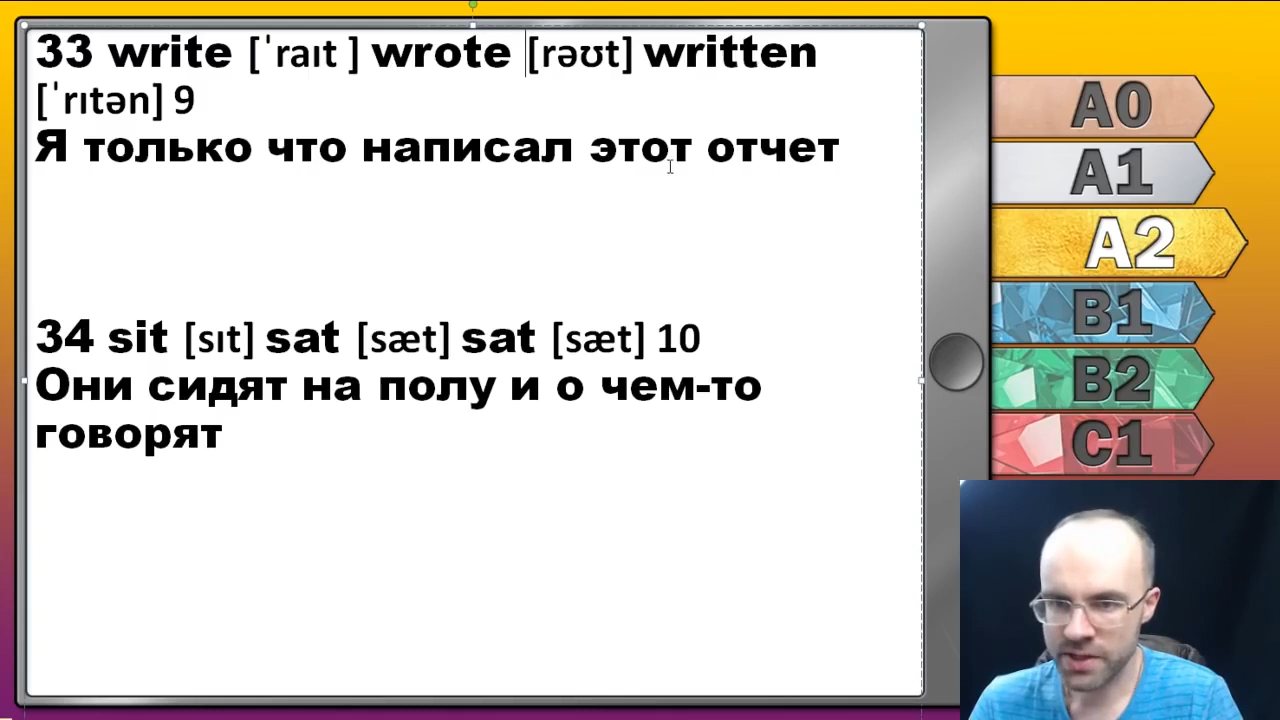 33 write [ˈraɪt ] wrote [rəʊt] written
[ˈrɪtən] 9
Я только что написал этот отчет
34 sit [sɪt] sat [sæt] sat [sæt] 10
Они сидят на полу и о чем-то
говорят
A0
A1
A2
B1
B2
C1